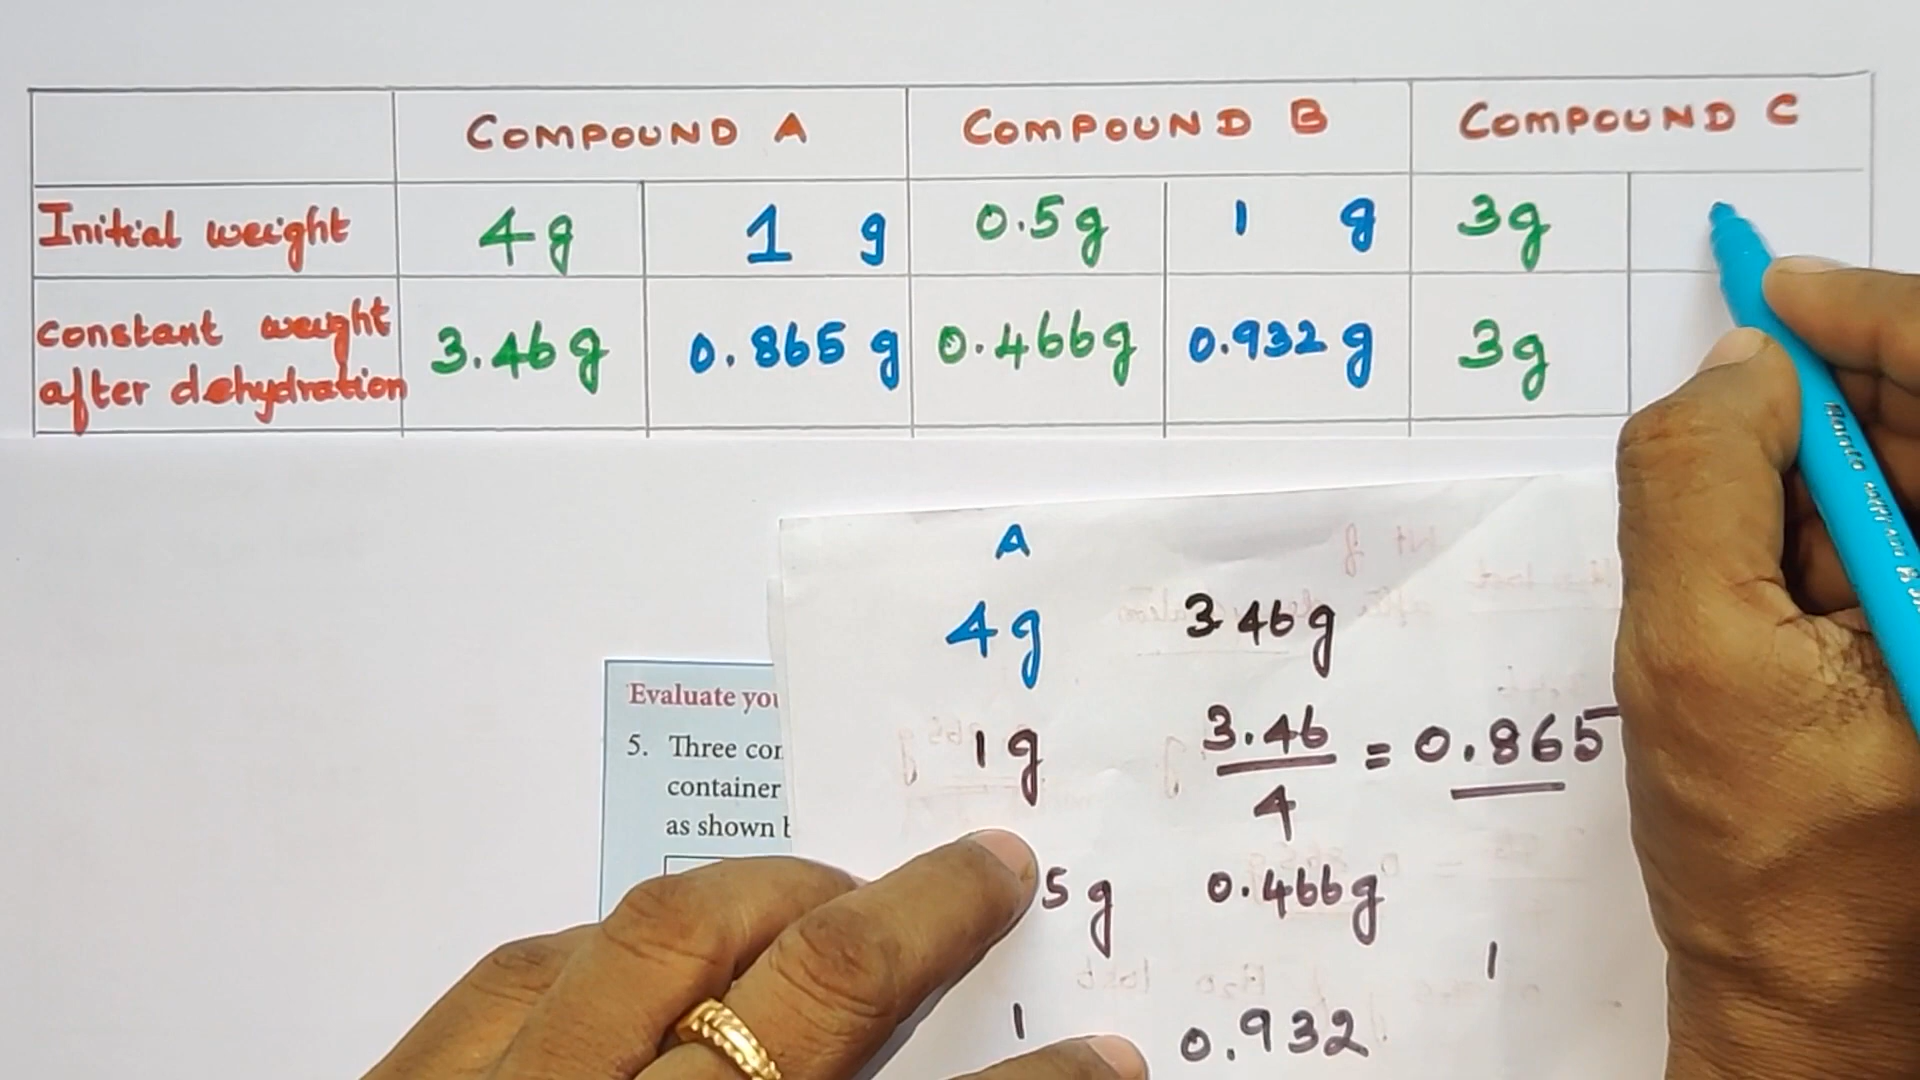 COMPOUND A COMPOUND B COMPOUND C
Initial weight 4g 1 g 0.5g 1 g 3g
constant weight after dehydration 3.46g 0.865 g 0.466g 0.932 g 3g
A
4g 3.46g
1g 3.46/4 = 0.865
5g 0.466g
1
1 0.932
Evaluate you
5. Three cor
container
as shown b